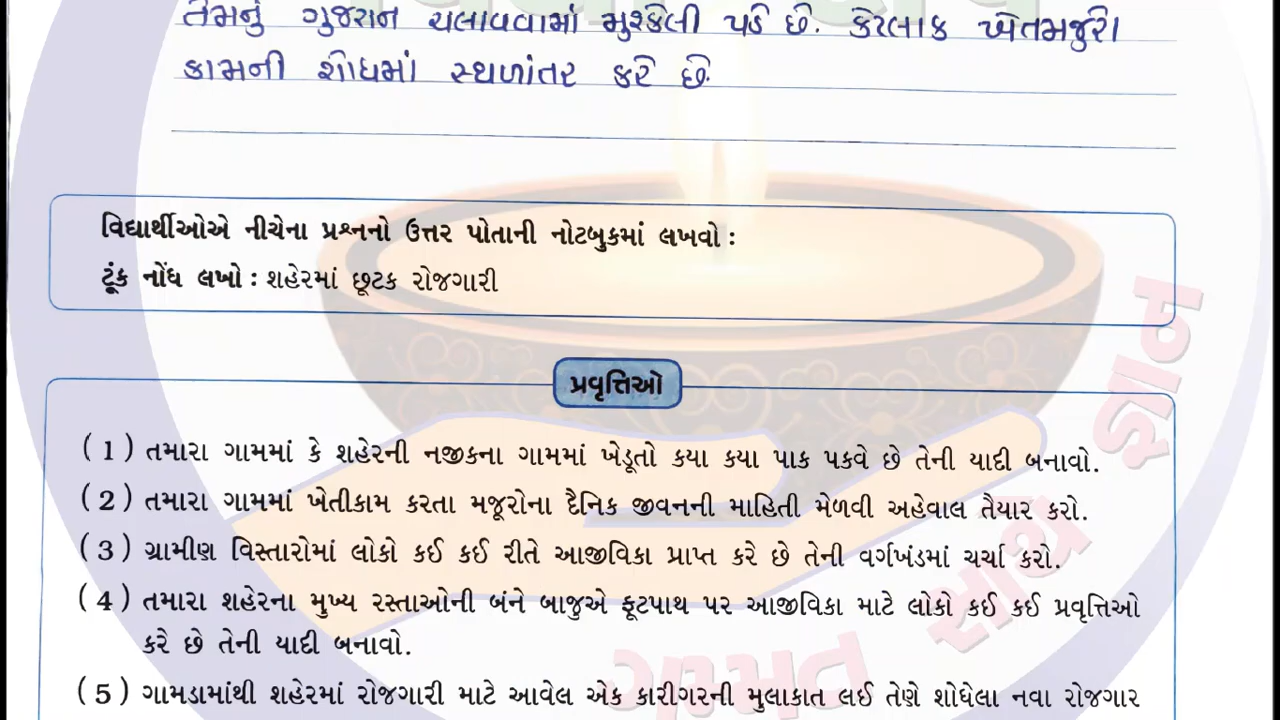 તેમનું ગુજરાન ચલાવવામાં મુશ્કેલી પડે છે. કેટલાક ખેતમજુરો
કામની શોધમાં સ્થળાંતર કરે છે
વિદ્યાર્થીઓએ નીચેના પ્રશ્નનો ઉત્તર પોતાની નોટબુકમાં લખવો :
ટૂંક નોંધ લખો : શહેરમાં છૂટક રોજગારી
પ્રવૃત્તિઓ
( 1 ) તમારા ગામમાં કે શહેરની નજીકના ગામમાં ખેડૂતો કયા કયા પાક પકવે છે તેની યાદી બનાવો.
( 2 ) તમારા ગામમાં ખેતીકામ કરતા મજૂરોના દૈનિક જીવનની માહિતી મેળવી અહેવાલ તૈયાર કરો.
( 3 ) ગ્રામીણ વિસ્તારોમાં લોકો કઈ કઈ રીતે આજીવિકા પ્રાપ્ત કરે છે તેની વર્ગખંડમાં ચર્ચા કરો.
( 4 ) તમારા શહેરના મુખ્ય રસ્તાઓની બંને બાજુએ ફૂટપાથ પર આજીવિકા માટે લોકો કઈ કઈ પ્રવૃત્તિઓ
કરે છે તેની યાદી બનાવો.
( 5 ) ગામડામાંથી શહેરમાં રોજગારી માટે આવેલ એક કારીગરની મુલાકાત લઈ તેણે શોધેલા નવા રોજગાર
ગમ્મત સાથે જ્ઞાન